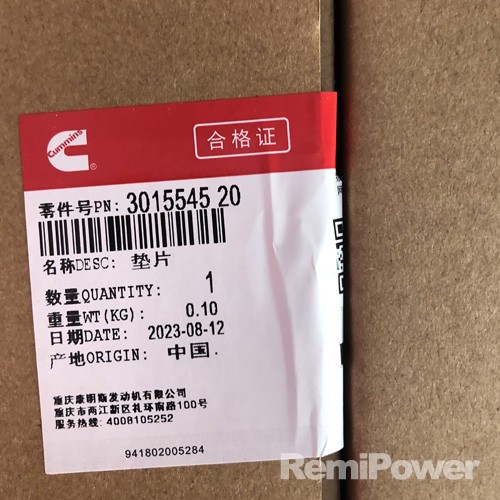 Cummins
合格证
零件号PN: 3015545 20
名称DESC: 垫片
数量QUANTITY: 1
重量WT(KG): 0.10
日期DATE: 2023-08-12
产地ORIGIN: 中国.
重庆康明斯发动机有限公司
重庆市两江新区礼环南路100号
服务热线: 4008105252
941802005284
RemiPower